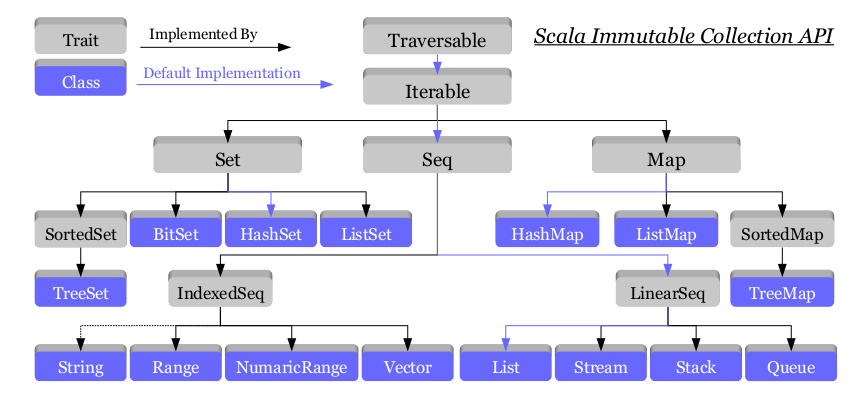 Trait
Implemented By
Traversable
Scala Immutable Collection API
Class
Default Implementation
Iterable
Set
Seq
Map
SortedSet
BitSet
HashSet
ListSet
HashMap
ListMap
SortedMap
TreeSet
IndexedSeq
LinearSeq
TreeMap
String
Range
NumaricRange
Vector
List
Stream
Stack
Queue